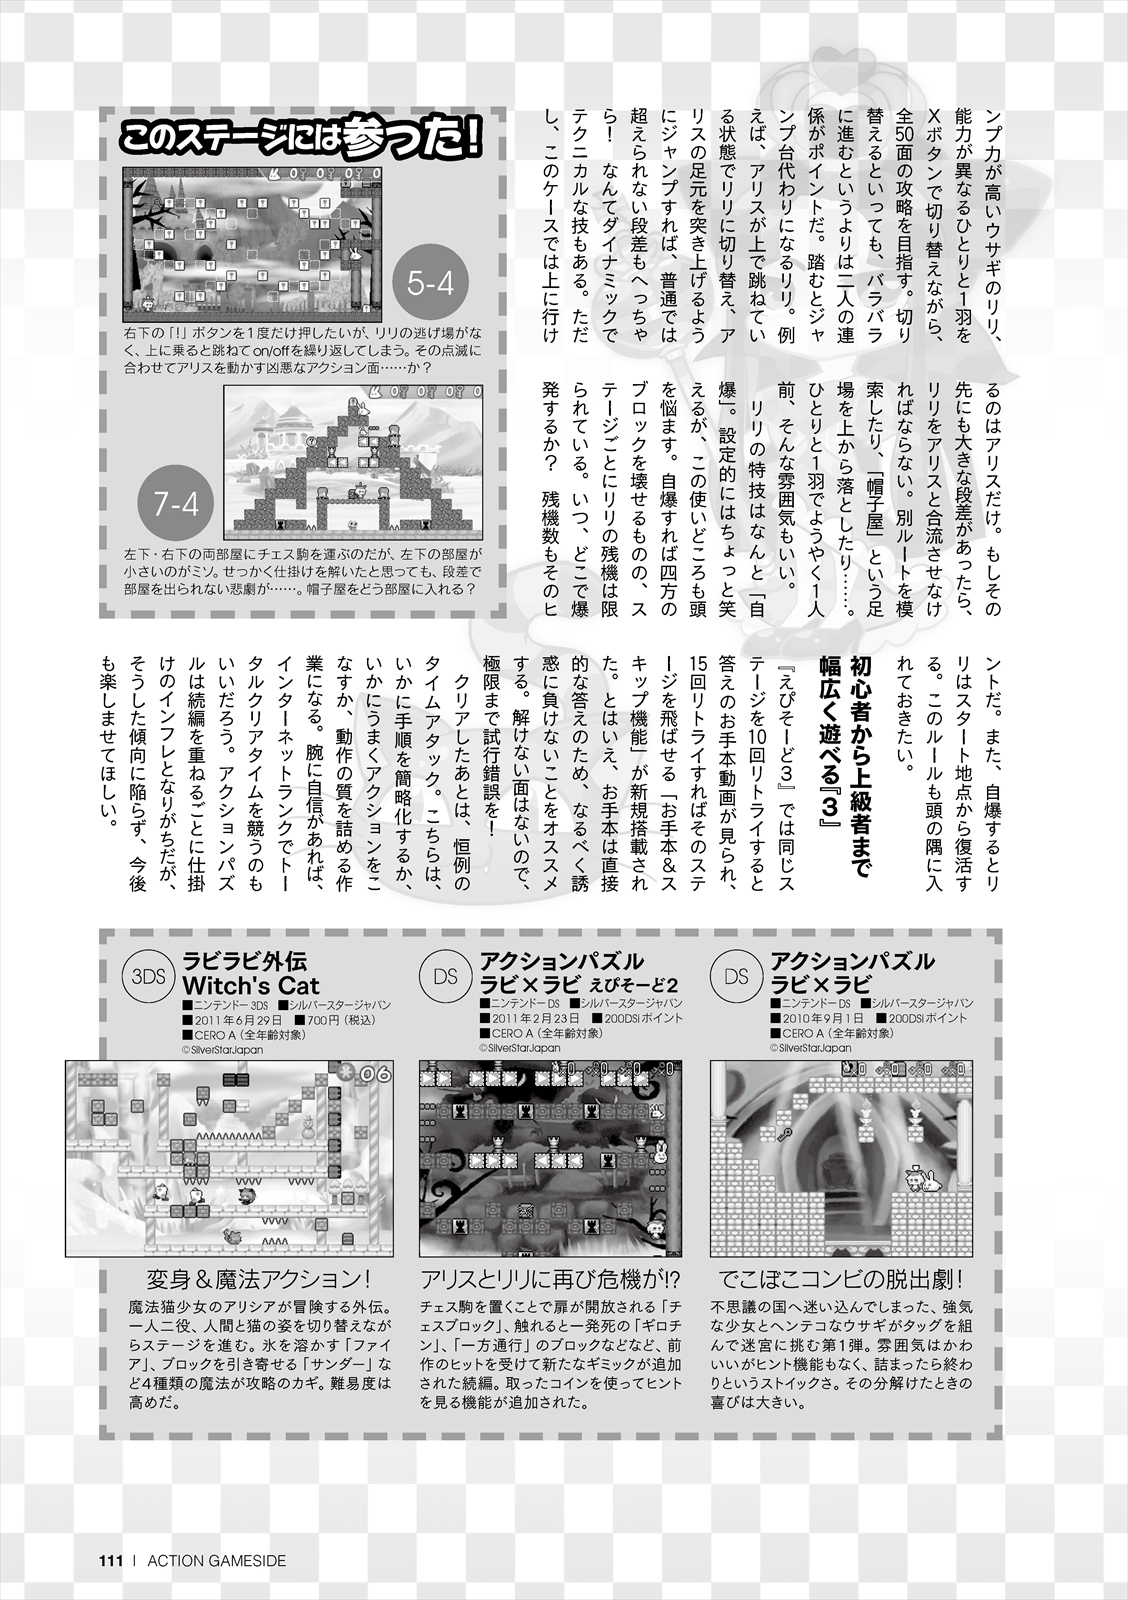 ンプ力が高いウサギのリリ、
能力が異なるひとりと1羽を
Xボタンで切り替えながら、
全50面の攻略を目指す。切り
替えるといっても、バラバラ
に進むというよりは二人の連
係がポイントだ。踏むとジャ
ンプ台代わりになるリリ。例
えば、アリスが上で跳ねてい
る状態でリリに切り替え、ア
リスの足元を突き上げるよう
にジャンプすれば、普通では
超えられない段差もへっちゃ
ら！　なんてダイナミックで
テクニカルな技もある。ただ
し、このケースでは上に行け
るのはアリスだけ。もしその
先にも大きな段差があったら、
リリをアリスと合流させなけ
ればならない。別ルートを模
索したり、「帽子屋」という足
場を上から落としたり……。
ひとりと1羽でようやく1人
前、そんな雰囲気もいい。
　リリの特技はなんと「自
爆」。設定的にはちょっと笑
えるが、この使いどころも頭
を悩ます。自爆すれば四方の
ブロックを壊せるものの、ス
テージごとにリリの残機は限
られている。いつ、どこで爆
発するか？　残機数もそのヒ
ントだ。また、自爆するとリ
リはスタート地点から復活す
る。このルールも頭の隅に入
れておきたい。
初心者から上級者まで
幅広く遊べる『3』
『えぴそーど3』では同じス
テージを10回リトライすると
答えのお手本動画が見られ、
15回リトライすればそのステ
ージを飛ばせる「お手本＆ス
キップ機能」が新規搭載され
た。とはいえ、お手本は直接
的な答えのため、なるべく誘
惑に負けないことをオススメ
する。解けない面はないので、
極限まで試行錯誤を！
　クリアしたあとは、恒例の
タイムアタック。こちらは、
いかに手順を簡略化するか、
いかにうまくアクションをこ
なすか、動作の質を詰める作
業になる。腕に自信があれば、
インターネットランクでトー
タルクリアタイムを競うのも
いいだろう。アクションパズ
ルは続編を重ねるごとに仕掛
けのインフレとなりがちだが、
そうした傾向に陥らず、今後
も楽しませてほしい。
このステージには参った！
5-4
右下の「！」ボタンを1度だけ押したいが、リリの逃げ場がな
く、上に乗ると跳ねてon/offを繰り返してしまう。その点滅に
合わせてアリスを動かす凶悪なアクション面……か？
7-4
左下・右下の両部屋にチェス駒を運ぶのだが、左下の部屋が
小さいのがミソ。せっかく仕掛けを解いたと思っても、段差で
部屋を出られない悲劇が……。帽子屋をどう部屋に入れる？
DS
アクションパズル
ラビ×ラビ
■ニンテンドーDS　■シルバースタージャパン
■2010年9月1日　■200DSiポイント
■CERO A（全年齢対象）
©SilverStarJapan
でこぼこコンビの脱出劇！
不思議の国へ迷い込んでしまった、強気
な少女とヘンテコなウサギがタッグを組
んで迷宮に挑む第1弾。雰囲気はかわ
いいがヒント機能もなく、詰まったら終わ
りというストイックさ。その分解けたときの
喜びは大きい。
DS
アクションパズル
ラビ×ラビ えぴそーど2
■ニンテンドーDS　■シルバースタージャパン
■2011年2月23日　■200DSiポイント
■CERO A（全年齢対象）
©SilverStarJapan
アリスとリリに再び危機が!?
チェス駒を置くことで扉が開放される「チ
ェスブロック」、触れると一発死の「ギロチ
ン」、「一方通行」のブロックなどなど、前
作のヒットを受けて新たなギミックが追加
された続編。取ったコインを使ってヒント
を見る機能が追加された。
3DS
ラビラビ外伝
Witch's Cat
■ニンテンドー3DS　■シルバースタージャパン
■2011年6月29日　■700円（税込）
■CERO A（全年齢対象）
©SilverStarJapan
06
変身＆魔法アクション！
魔法猫少女のアリシアが冒険する外伝。
一人二役、人間と猫の姿を切り替えなが
らステージを進む。氷を溶かす「ファイ
ア」、ブロックを引き寄せる「サンダー」な
ど4種類の魔法が攻略のカギ。難易度は
高めだ。
111 | ACTION GAMESIDE